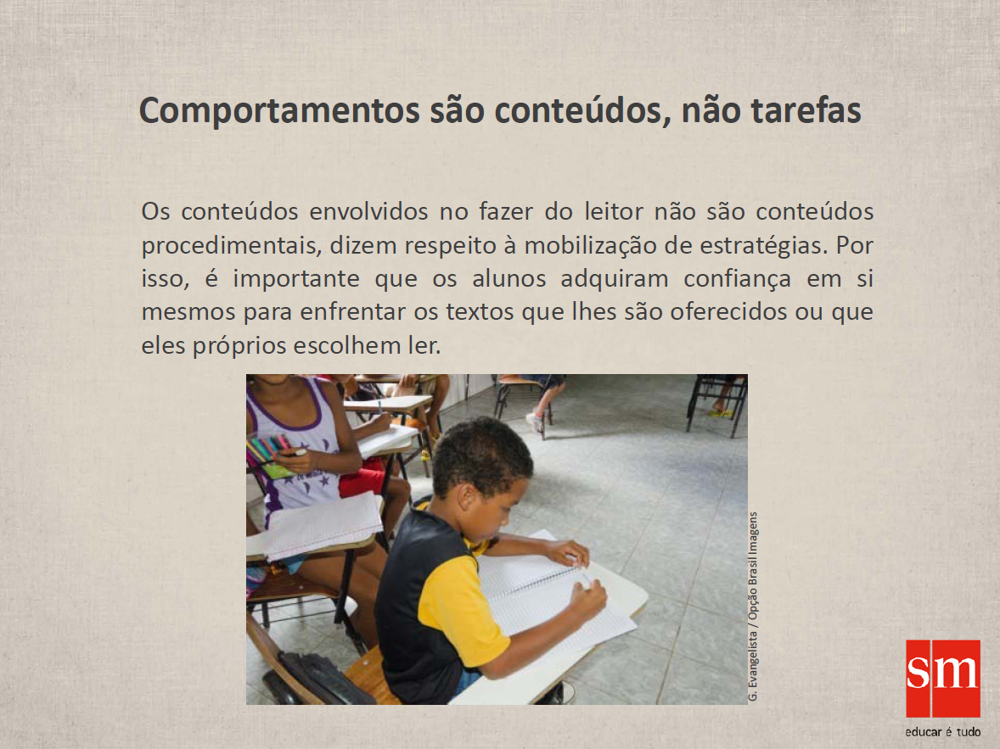 Comportamentos são conteúdos, não tarefas
Os conteúdos envolvidos no fazer do leitor não são conteúdos
procedimentais, dizem respeito à mobilização de estratégias. Por
isso, é importante que os alunos adquiram confiança em si
mesmos para enfrentar os textos que lhes são oferecidos ou que
eles próprios escolhem ler.
G. Evangelista / Opção Brasil Imagens
sm
educar é tudo